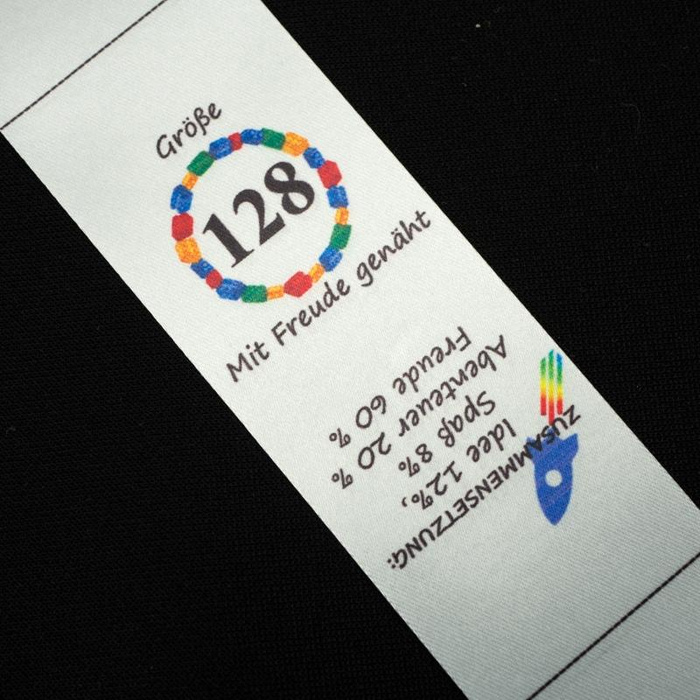 Größe
128
Mit Freude genäht
ZUSAMMENSETZUNG:
Idee 12%,
Spaß 8%
Abenteuer 20 %
Freude 60 %